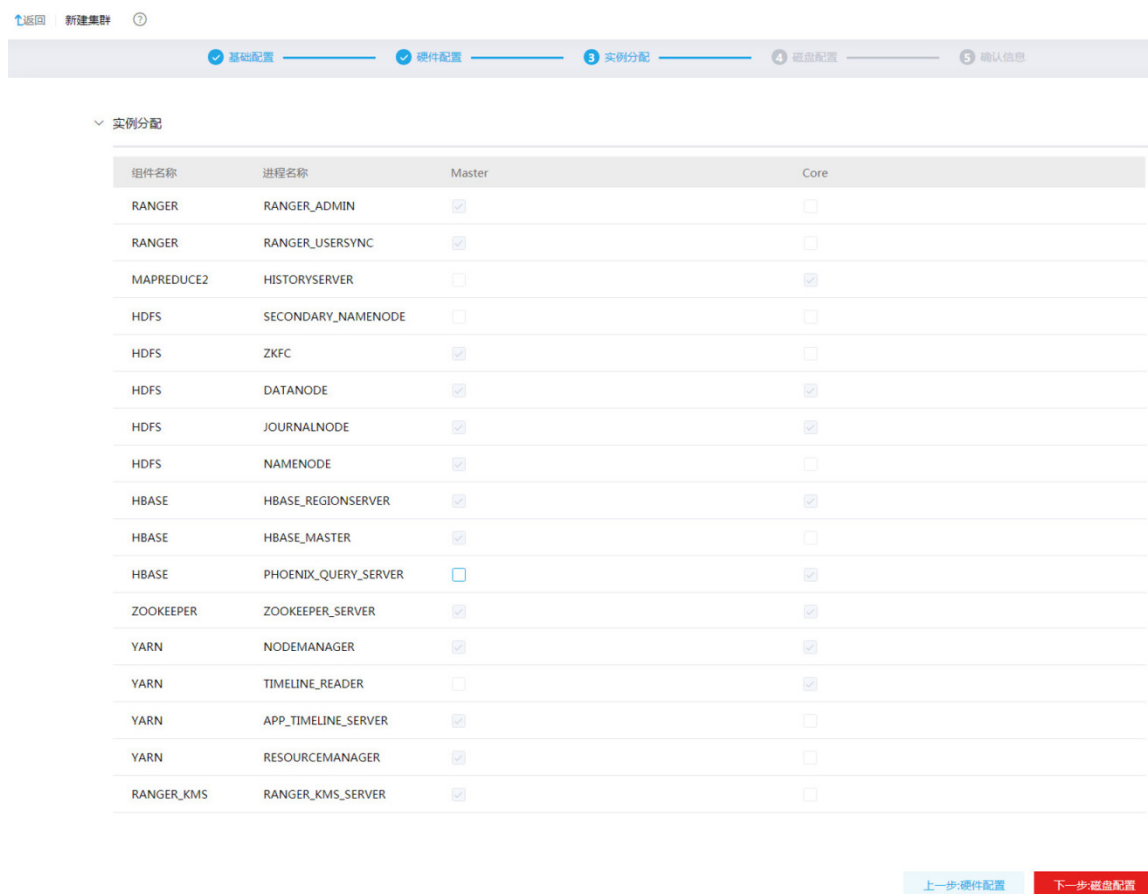 返回 新建集群 ?
基础配置 硬件配置 3 实例分配 4 磁盘配置 5 确认信息
实例分配
组件名称 进程名称 Master Core
RANGER RANGER_ADMIN
RANGER RANGER_USERSYNC
MAPREDUCE2 HISTORYSERVER
HDFS SECONDARY_NAMENODE
HDFS ZKFC
HDFS DATANODE
HDFS JOURNALNODE
HDFS NAMENODE
HBASE HBASE_REGIONSERVER
HBASE HBASE_MASTER
HBASE PHOENIX_QUERY_SERVER
ZOOKEEPER ZOOKEEPER_SERVER
YARN NODEMANAGER
YARN TIMELINE_READER
YARN APP_TIMELINE_SERVER
YARN RESOURCEMANAGER
RANGER_KMS RANGER_KMS_SERVER
上一步:硬件配置 下一步:磁盘配置